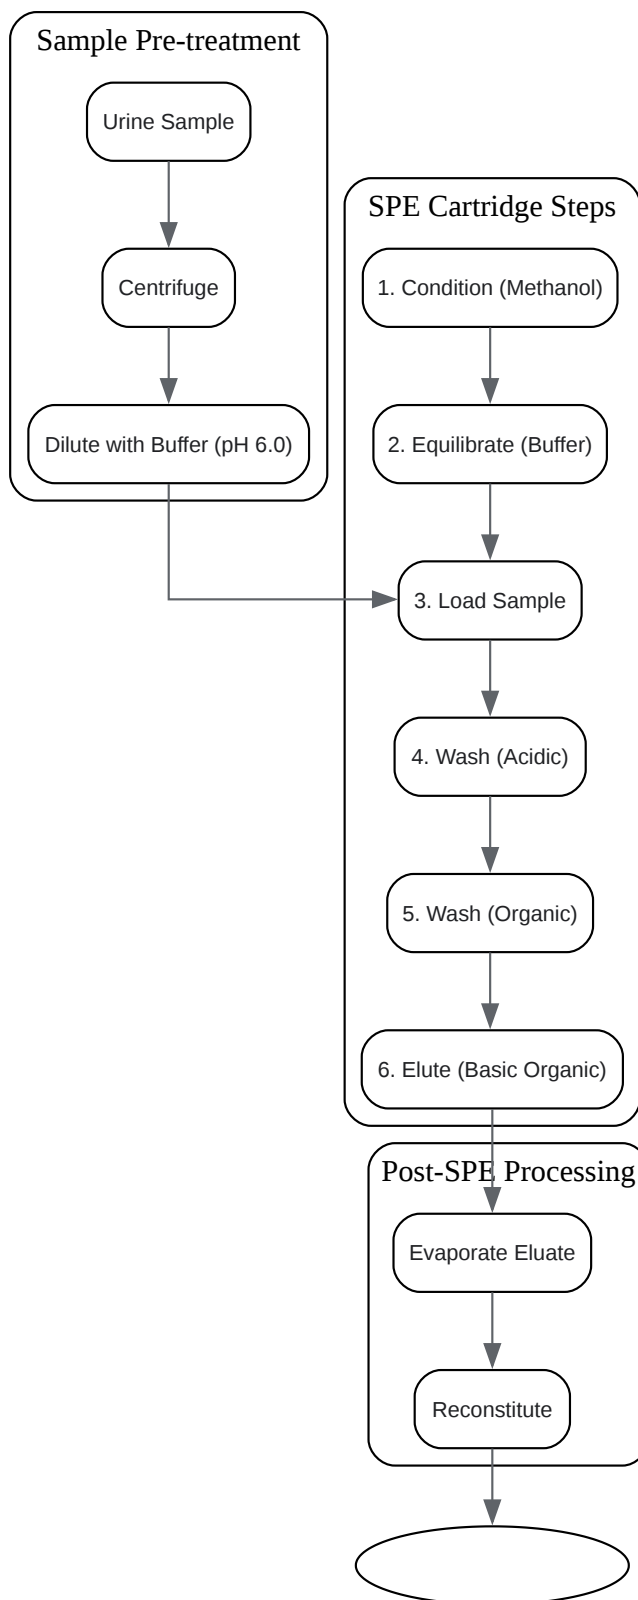 Sample Pre-treatment
Urine Sample
Centrifuge
Dilute with Buffer (pH 6.0)
SPE Cartridge Steps
1. Condition (Methanol)
2. Equilibrate (Buffer)
3. Load Sample
4. Wash (Acidic)
5. Wash (Organic)
6. Elute (Basic Organic)
Post-SPE Processing
Evaporate Eluate
Reconstitute